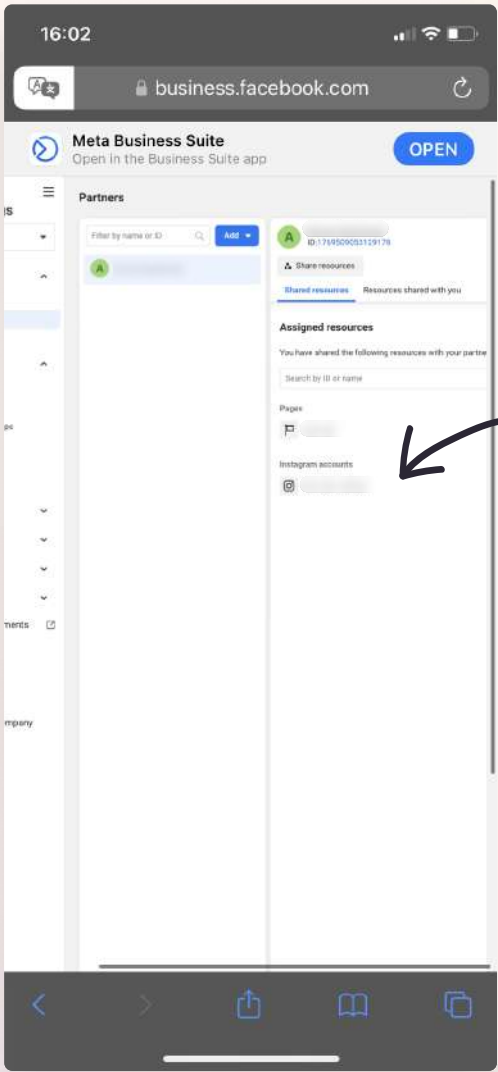 16:02
business.facebook.com
Meta Business Suite
Open in the Business Suite app
OPEN
Partners
Filter by name or ID
Add
A
A
ID:1769509053129178
Share resources
Shared resources
Resources shared with you
Assigned resources
You have shared the following resources with your partne
Search by ID or name
Pages
Instagram accounts
ments
mpany